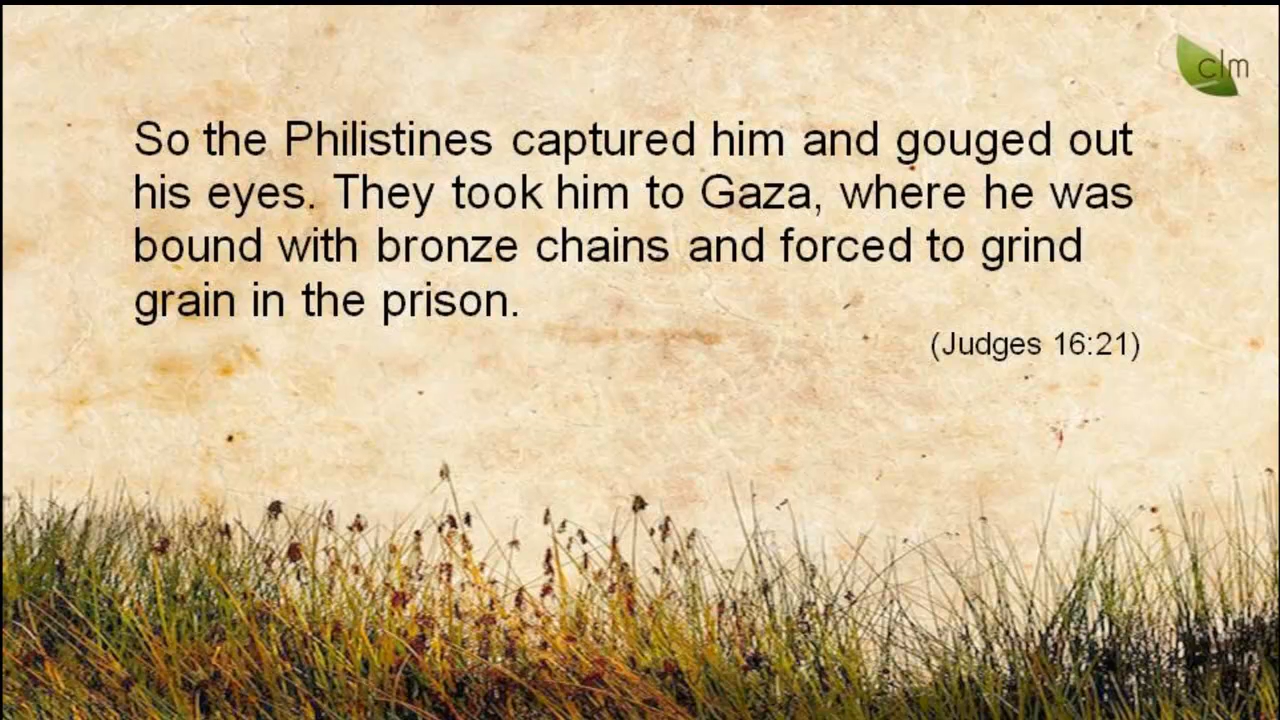 clm
So the Philistines captured him and gouged out
his eyes. They took him to Gaza, where he was
bound with bronze chains and forced to grind
grain in the prison.
(Judges 16:21)